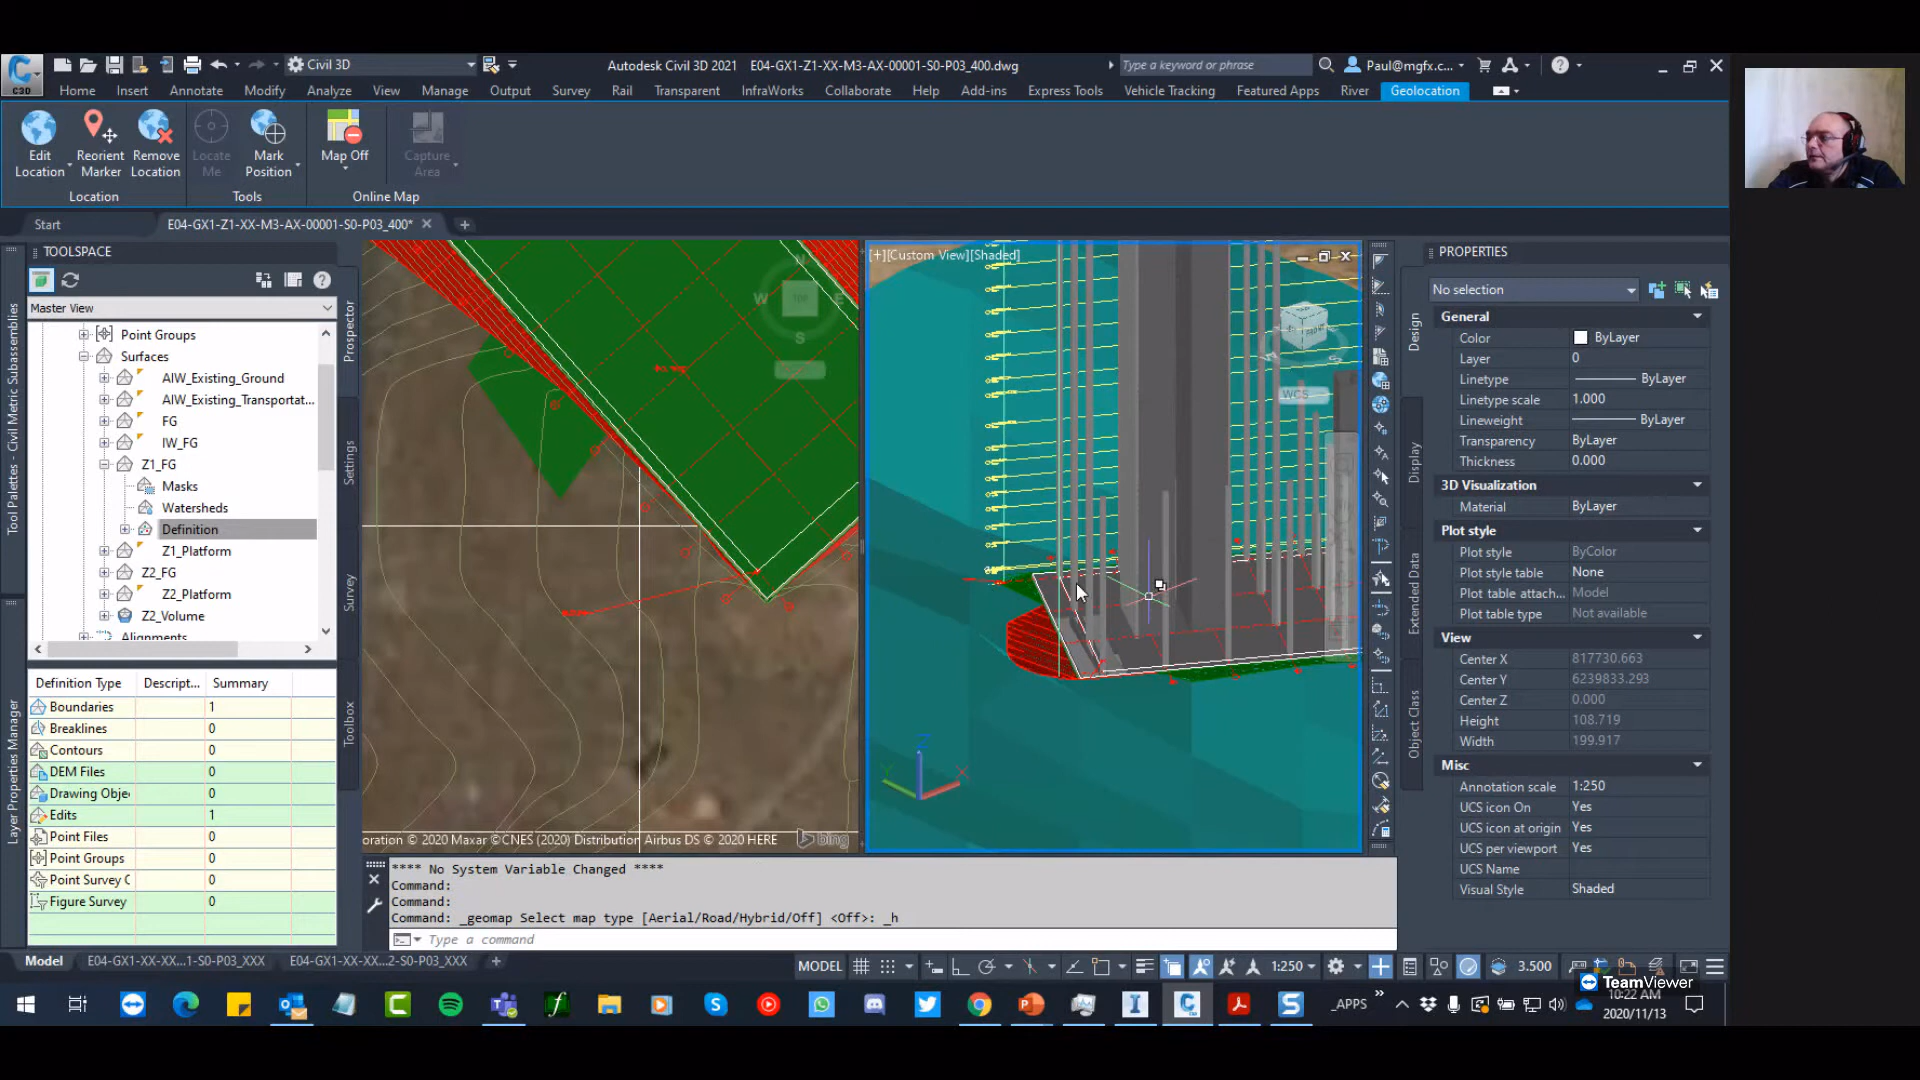 C3D
Civil 3D
Autodesk Civil 3D 2021 E04-GX1-Z1-XX-M3-AX-00001-S0-P03_400.dwg
Type a keyword or phrase
Paul@mgfx.c...
Home Insert Annotate Modify Analyze View Manage Output Survey Rail Transparent InfraWorks Collaborate Help Add-ins Express Tools Vehicle Tracking Featured Apps River Geolocation
Edit Location
Reorient Marker
Remove Location
Locate Me
Mark Position
Map Off
Capture Area
Location
Tools
Online Map
Start
E04-GX1-Z1-XX-M3-AX-00001-S0-P03_400*
TOOLSPACE
Master View
Point Groups
Surfaces
AIW_Existing_Ground
AIW_Existing_Transportat...
FG
IW_FG
Z1_FG
Masks
Watersheds
Definition
Z1_Platform
Z2_FG
Z2_Platform
Z2_Volume
Alignments
Prospector
Settings
Survey
Toolbox
Tool Palettes - Civil Metric Subassemblies
Layer Properties Manager
Definition Type Descript... Summary
Boundaries 1
Breaklines 0
Contours 0
DEM Files 0
Drawing Obje 0
Edits 1
Point Files 0
Point Groups 0
Point Survey C 0
Figure Survey 0
N
W TOP E
S
oration © 2020 Maxar ©CNES (2020) Distribution Airbus DS © 2020 HERE
bing
[+][Custom View][Shaded]
WCS
Z
Y X
**** No System Variable Changed ****
Command:
Command:
Command: _geomap Select map type [Aerial/Road/Hybrid/Off] <Off>: _h
Type a command
PROPERTIES
No selection
Design
Display
Extended Data
Object Class
General
Color ByLayer
Layer 0
Linetype ByLayer
Linetype scale 1.000
Lineweight ByLayer
Transparency ByLayer
Thickness 0.000
3D Visualization
Material ByLayer
Plot style
Plot style ByColor
Plot style table None
Plot table attach... Model
Plot table type Not available
View
Center X 817730.663
Center Y 6239833.293
Center Z 0.000
Height 108.719
Width 199.917
Misc
Annotation scale 1:250
UCS icon On Yes
UCS icon at origin Yes
UCS per viewport Yes
UCS Name
Visual Style Shaded
Model E04-GX1-XX-XX...1-S0-P03_XXX E04-GX1-XX-XX...2-S0-P03_XXX
MODEL 1:250 3.500
TeamViewer
_APPS
10:22 AM
2020/11/13